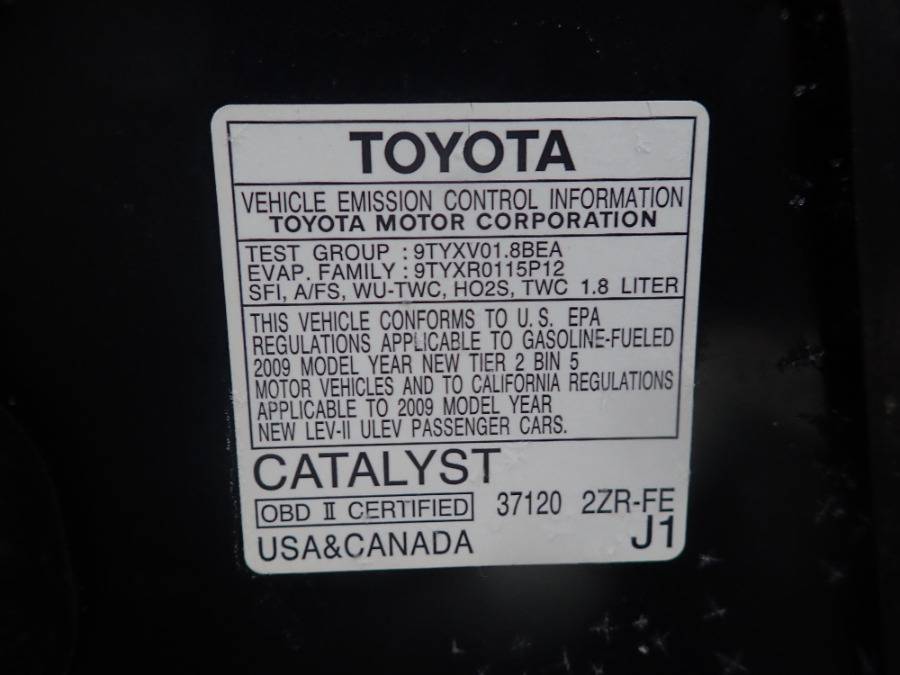 TOYOTA
VEHICLE EMISSION CONTROL INFORMATION
TOYOTA MOTOR CORPORATION
TEST GROUP : 9TYXV01.8BEA
EVAP. FAMILY : 9TYXR0115P12
SFI, A/FS, WU-TWC, HO2S, TWC 1.8 LITER
THIS VEHICLE CONFORMS TO U.S. EPA
REGULATIONS APPLICABLE TO GASOLINE-FUELED
2009 MODEL YEAR NEW TIER 2 BIN 5
MOTOR VEHICLES AND TO CALIFORNIA REGULATIONS
APPLICABLE TO 2009 MODEL YEAR
NEW LEV-II ULEV PASSENGER CARS.
CATALYST
OBD II CERTIFIED 37120 2ZR-FE
USA&CANADA J1